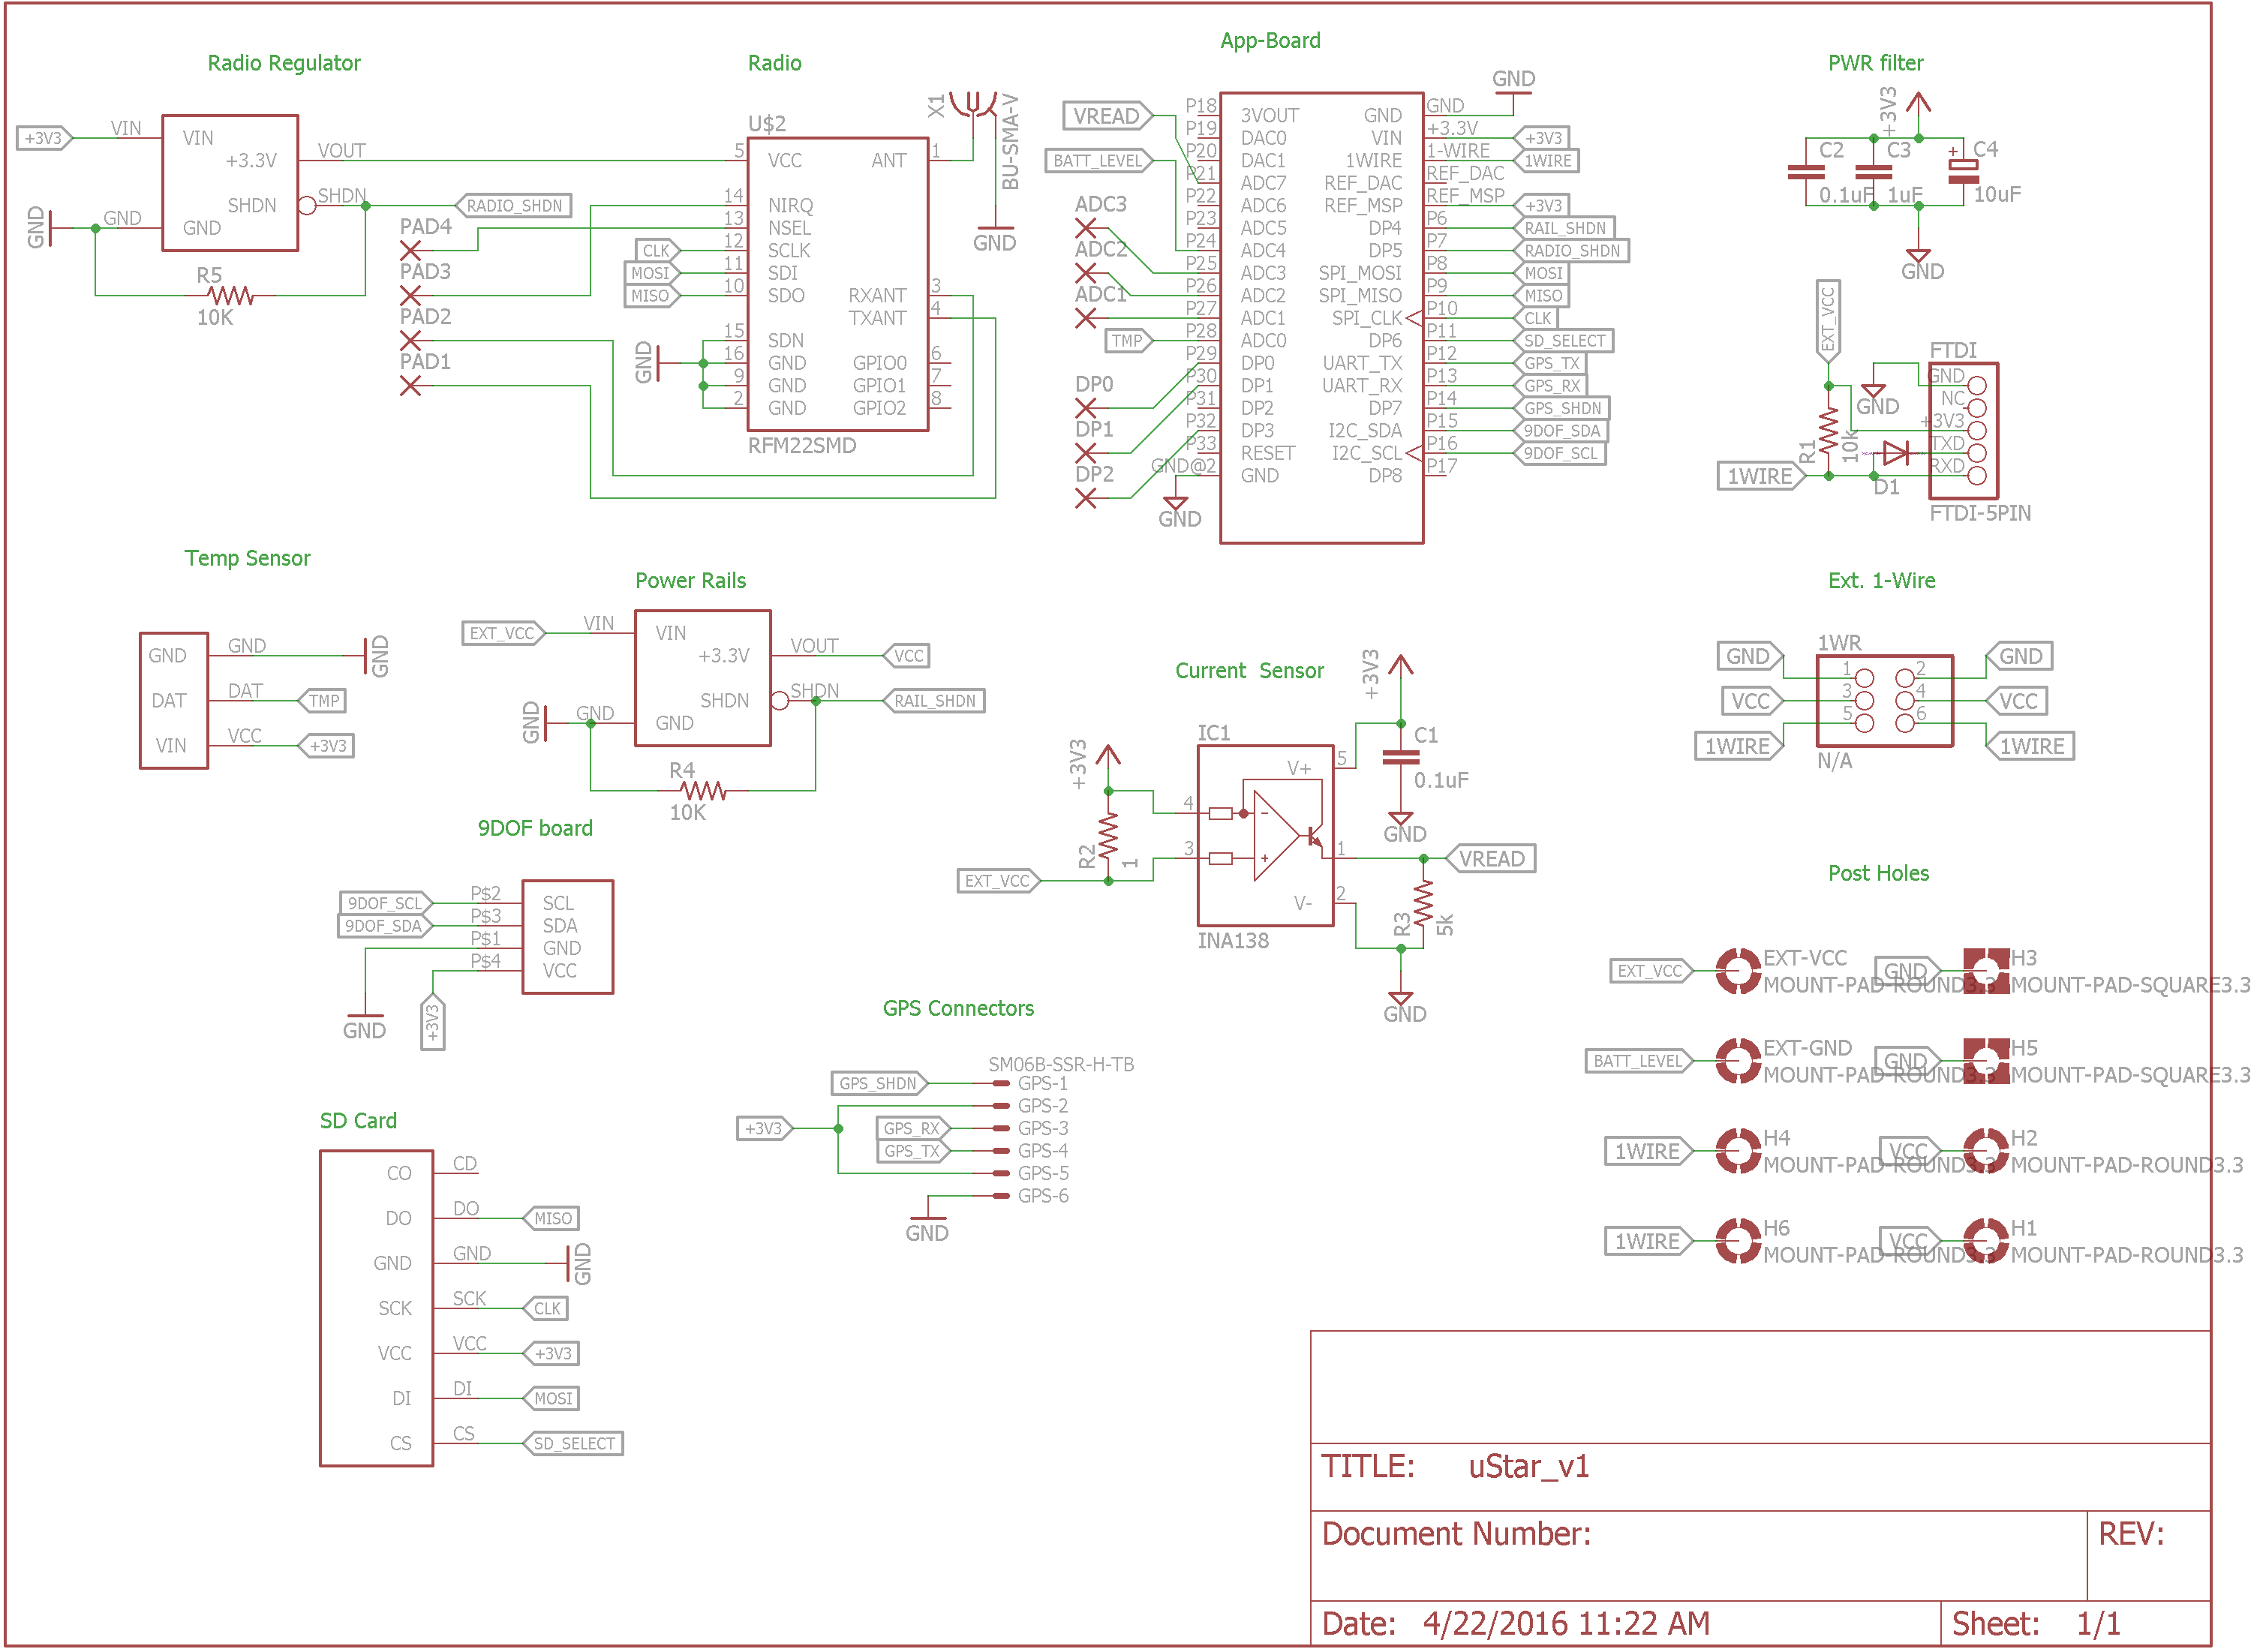 Radio Regulator
+3V3
VIN
VIN
+3.3V
VOUT
SHDN
SHDN
RADIO_SHDN
GND
GND
GND
R5
10K
PAD4
PAD3
PAD2
PAD1
Radio
U$2
5
VCC
ANT
1
14
NIRQ
13
NSEL
CLK
12
SCLK
MOSI
11
SDI
MISO
10
SDO
RXANT
3
TXANT
4
15
SDN
GND
16
GND
GPIO0
6
9
GND
GPIO1
7
2
GND
GPIO2
8
RFM22SMD
X1
BU-SMA-V
GND
App-Board
VREAD
BATT_LEVEL
ADC3
ADC2
ADC1
TMP
DP0
DP1
DP2
P18
P19
P20
P21
P22
P23
P24
P25
P26
P27
P28
P29
P30
P31
P32
P33
GND@2
GND
3VOUT
DAC0
DAC1
ADC7
ADC6
ADC5
ADC4
ADC3
ADC2
ADC1
ADC0
DP0
DP1
DP2
DP3
RESET
GND
GND
VIN
1WIRE
REF_DAC
REF_MSP
DP4
DP5
SPI_MOSI
SPI_MISO
SPI_CLK
DP6
UART_TX
UART_RX
DP7
I2C_SDA
I2C_SCL
DP8
GND
GND
+3.3V
+3V3
1-WIRE
1WIRE
REF_DAC
REF_MSP
+3V3
P6
RAIL_SHDN
P7
RADIO_SHDN
P8
MOSI
P9
MISO
P10
CLK
P11
SD_SELECT
P12
GPS_TX
P13
GPS_RX
P14
GPS_SHDN
P15
9DOF_SDA
P16
9DOF_SCL
P17
PWR filter
+3V3
C2
0.1uF
C3
1uF
+
C4
10uF
GND
EXT_VCC
R1
10k
1WIRE
D1
GND
FTDI
GND
NC
+3V3
TXD
RXD
FTDI-5PIN
Temp Sensor
GND
GND
GND
DAT
DAT
TMP
VIN
VCC
+3V3
Power Rails
EXT_VCC
VIN
VIN
+3.3V
VOUT
VCC
SHDN
SHDN
RAIL_SHDN
GND
GND
GND
R4
10K
Current  Sensor
+3V3
IC1
V+
5
C1
0.1uF
GND
+3V3
R2
1
4
3
-
+
EXT_VCC
1
VREAD
V-
2
R3
5k
INA138
GND
Ext. 1-Wire
1WR
GND
1
2
GND
VCC
3
4
VCC
1WIRE
5
6
1WIRE
N/A
9DOF board
9DOF_SCL
P$2
SCL
9DOF_SDA
P$3
SDA
P$1
GND
P$4
VCC
GND
+3V3
GPS Connectors
SM06B-SSR-H-TB
GPS_SHDN
GPS-1
GPS-2
+3V3
GPS_RX
GPS-3
GPS_TX
GPS-4
GPS-5
GPS-6
GND
SD Card
CO
CD
DO
DO
MISO
GND
GND
GND
SCK
SCK
CLK
VCC
VCC
+3V3
DI
DI
MOSI
CS
CS
SD_SELECT
Post Holes
EXT_VCC
EXT-VCC
MOUNT-PAD-ROUND3.3
GND
H3
MOUNT-PAD-SQUARE3.3
BATT_LEVEL
EXT-GND
MOUNT-PAD-ROUND3.3
GND
H5
MOUNT-PAD-SQUARE3.3
1WIRE
H4
MOUNT-PAD-ROUND3.3
VCC
H2
MOUNT-PAD-ROUND3.3
1WIRE
H6
MOUNT-PAD-ROUND3.3
VCC
H1
MOUNT-PAD-ROUND3.3
TITLE: uStar_v1
Document Number:
REV:
Date: 4/22/2016 11:22 AM
Sheet: 1/1